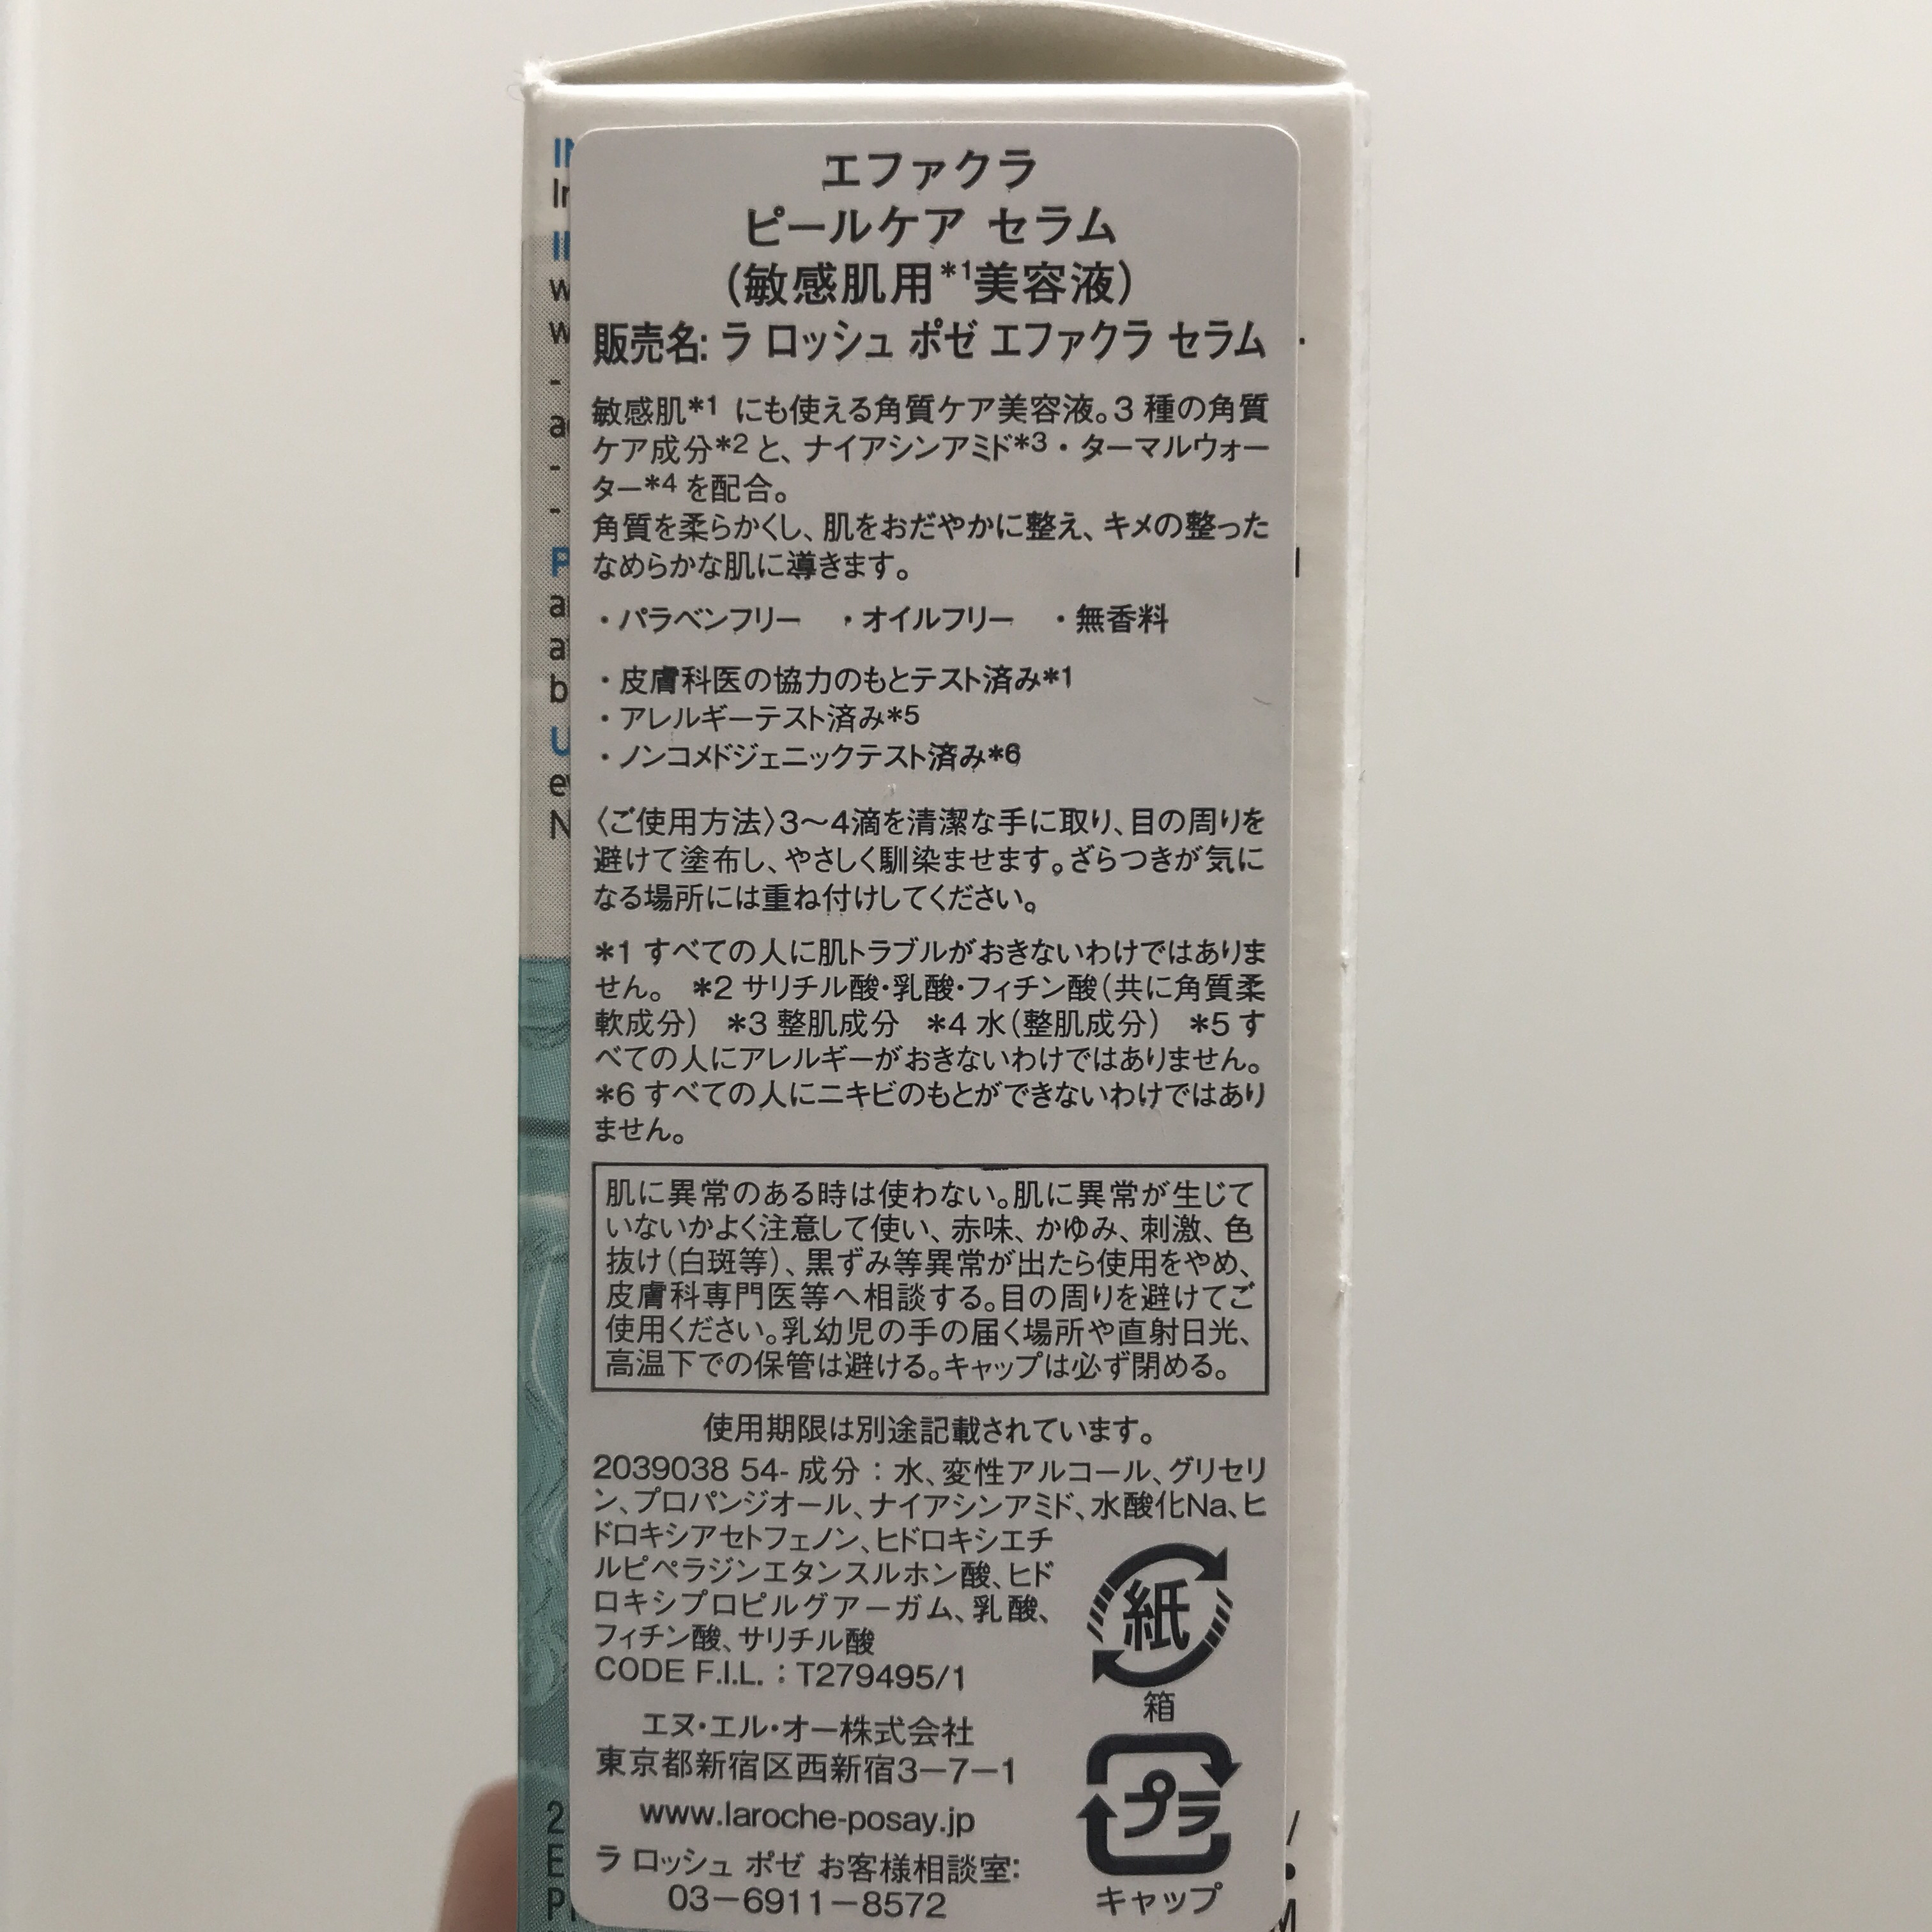 エファクラ
ピールケア セラム
(敏感肌用*1美容液)
販売名: ラ ロッシュ ポゼ エファクラ セラム
敏感肌*1 にも使える角質ケア美容液。3 種の角質
ケア成分*2 と、ナイアシンアミド*3・ターマルウォー
ター*4 を配合。
角質を柔らかくし、肌をおだやかに整え、キメの整った
なめらかな肌に導きます。
・パラベンフリー ・オイルフリー ・無香料
・皮膚科医の協力のもとテスト済み*1
・アレルギーテスト済み*5
・ノンコメドジェニックテスト済み*6
〈ご使用方法〉3〜4滴を清潔な手に取り、目の周りを
避けて塗布し、やさしく馴染ませます。ざらつきが気に
なる場所には重ね付けしてください。
*1 すべての人に肌トラブルがおきないわけではありま
せん。 *2 サリチル酸・乳酸・フィチン酸(共に角質柔
軟成分) *3 整肌成分 *4 水(整肌成分) *5 す
べての人にアレルギーがおきないわけではありません。
*6 すべての人にニキビのもとができないわけではあり
ません。
肌に異常のある時は使わない。肌に異常が生じて
いないかよく注意して使い、赤味、かゆみ、刺激、色
抜け(白斑等)、黒ずみ等異常が出たら使用をやめ、
皮膚科専門医等へ相談する。目の周りを避けてご
使用ください。乳幼児の手の届く場所や直射日光、
高温下での保管は避ける。キャップは必ず閉める。
使用期限は別途記載されています。
2039038 54- 成分：水、変性アルコール、グリセリ
ン、プロパンジオール、ナイアシンアミド、水酸化Na、ヒ
ドロキシアセトフェノン、ヒドロキシエチ
ルピペラジンエタンスルホン酸、ヒド
ロキシプロピルグアーガム、乳酸、
フィチン酸、サリチル酸
CODE F.I.L.：T279495/1
紙
箱
エヌ・エル・オー株式会社
東京都新宿区西新宿3−7−1
www.laroche-posay.jp
ラ ロッシュ ポゼ お客様相談室:
03−6911−8572
プラ
キャップ